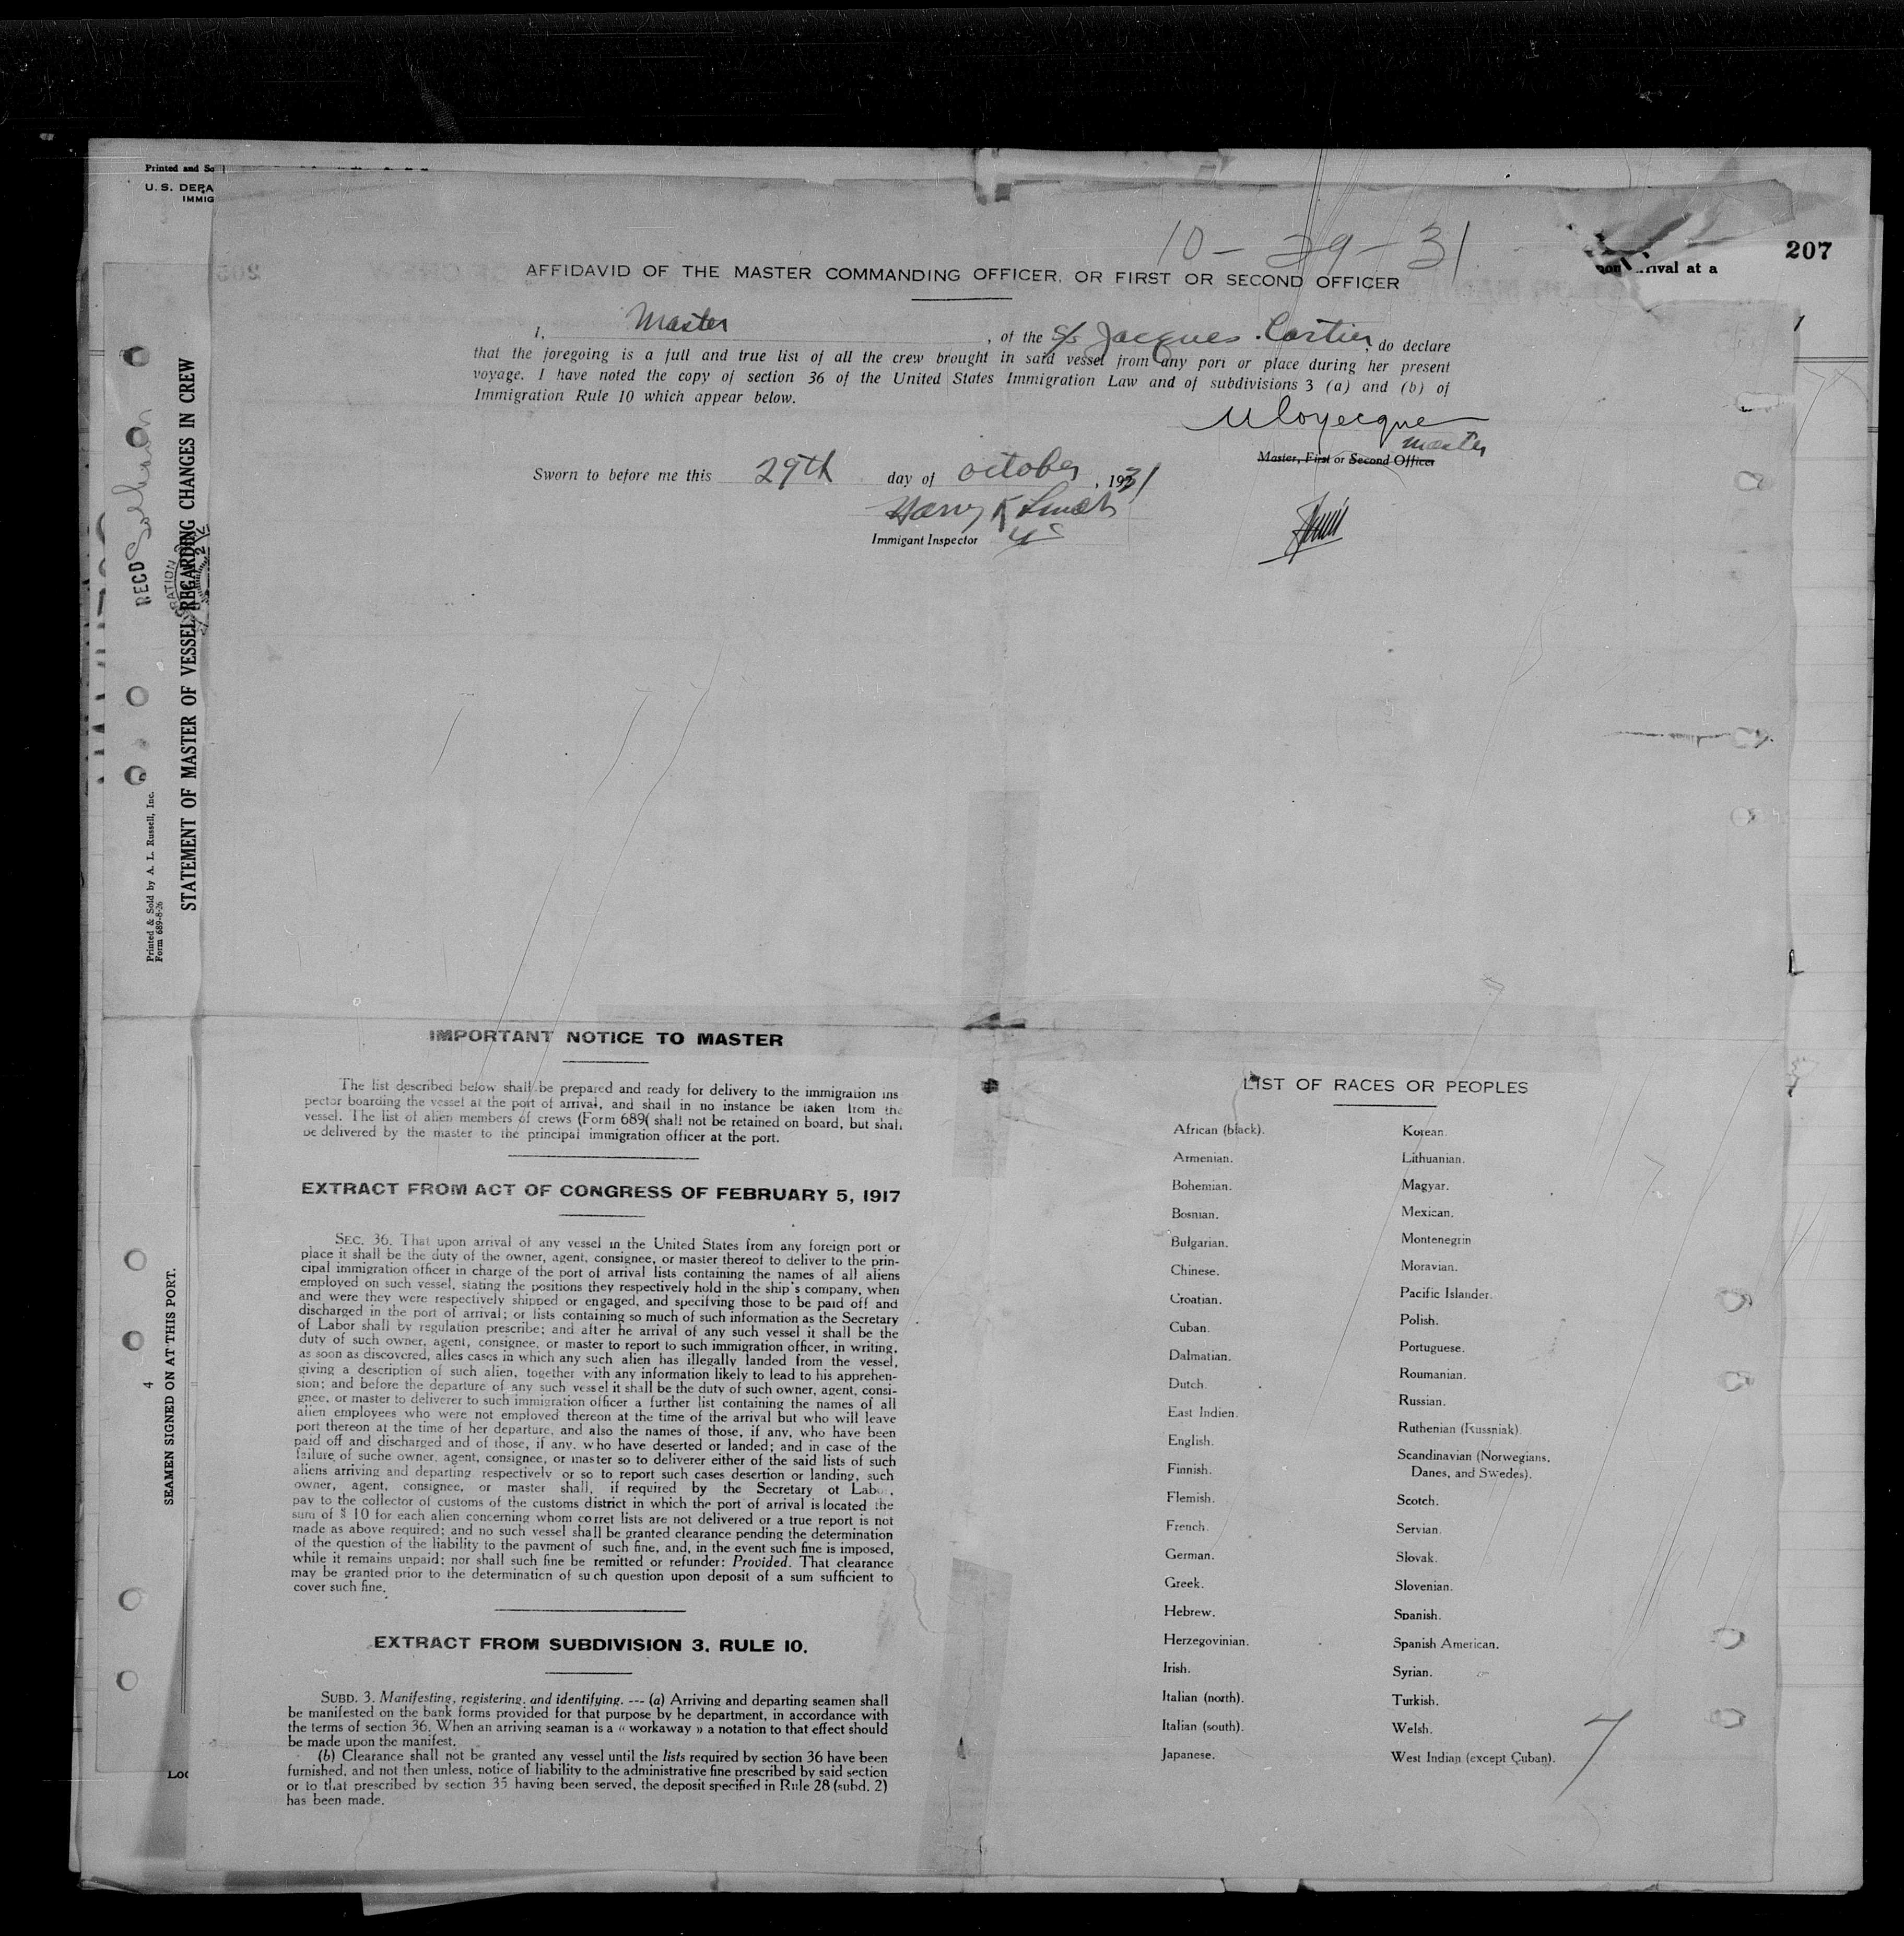 Printed and So
U. S. DEPA
IMMIG
10-29-31
207
rival at a
AFFIDAVID OF THE MASTER COMMANDING OFFICER, OR FIRST OR SECOND OFFICER
I, Master, of the S/S Jacques Cartier, do declare
that the foregoing is a full and true list of all the crew brought in said vessel from any port or place during her present
voyage. I have noted the copy of section 36 of the United States Immigration Law and of subdivisions 3 (a) and (b) of
Immigration Rule 10 which appear below.
master
Master, First or Second Officer
Sworn to before me this 29th day of october, 1931
Harry K
Immigant Inspector
RECD
STATEMENT OF MASTER OF VESSEL REGARDING CHANGES IN CREW
Printed & Sold by A. L. Russell, Inc.
Form 689-8-26
4
SEAMEN SIGNED ON AT THIS PORT.
IMPORTANT NOTICE TO MASTER
The list described below shall be prepared and ready for delivery to the immigration ins
pector boarding the vessel at the port of arrival, and shall in no instance be taken from the
vessel. The list of alien members of crews (Form 689( shall not be retained on board, but shall
be delivered by the master to the principal immigration officer at the port.
EXTRACT FROM ACT OF CONGRESS OF FEBRUARY 5, 1917
SEC. 36. That upon arrival of any vessel in the United States from any foreign port or
place it shall be the duty of the owner, agent, consignee, or master thereof to deliver to the prin-
cipal immigration officer in charge of the port of arrival lists containing the names of all aliens
employed on such vessel, stating the positions they respectively hold in the ship's company, when
and were they were respectively shipped or engaged, and specifving those to be paid off and
discharged in the port of arrival; or lists containing so much of such information as the Secretary
of Labor shall by regulation prescribe; and after he arrival of any such vessel it shall be the
duty of such owner, agent, consignee, or master to report to such immigration officer, in writing,
as soon as discovered, alles cases in which any such alien has illegally landed from the vessel,
giving a description of such alien, together with any information likely to lead to his apprehen-
sion; and before the departure of any such vessel it shall be the duty of such owner, agent, consi-
gnee, or master to deliverer to such immigration officer a further list containing the names of all
alien employees who were not employed thereon at the time of the arrival but who will leave
port thereon at the time of her departure, and also the names of those, if any, who have been
paid off and discharged and of those, if any, who have deserted or landed; and in case of the
failure of suche owner, agent, consignee, or master so to deliverer either of the said lists of such
aliens arriving and departing, respectively or so to report such cases desertion or landing, such
owner, agent, consignee, or master shall, if required by the Secretary ot Labor,
pay to the collector of customs of the customs district in which the port of arrival is located the
sum of $ 10 for each alien concerning whom corret lists are not delivered or a true report is not
made as above required; and no such vessel shall be granted clearance pending the determination
of the question of the liability to the payment of such fine, and, in the event such fine is imposed,
while it remains unpaid; nor shall such fine be remitted or refunder: Provided. That clearance
may be granted prior to the determination of such question upon deposit of a sum sufficient to
cover such fine.
EXTRACT FROM SUBDIVISION 3. RULE 10.
SUBD. 3. Manifesting, registering, and identifying. --- (a) Arriving and departing seamen shall
be manifested on the bank forms provided for that purpose by he department, in accordance with
the terms of section 36. When an arriving seaman is a « workaway » a notation to that effect should
be made upon the manifest.
(b) Clearance shall not be granted any vessel until the lists required by section 36 have been
furnished, and not then unless, notice of liability to the administrative fine prescribed by said section
or to that prescribed by section 35 having been served, the deposit specified in Rule 28 (subd. 2)
has been made.
LIST OF RACES OR PEOPLES
African (black).
Armenian.
Bohemian.
Bosnian.
Bulgarian.
Chinese.
Croatian.
Cuban.
Dalmatian.
Dutch.
East Indien.
English.
Finnish.
Flemish.
French.
German.
Greek.
Hebrew.
Herzegovinian.
Irish.
Italian (north).
Italian (south).
Japanese.
Korean.
Lithuanian.
Magyar.
Mexican.
Montenegrin
Moravian.
Pacific Islander.
Polish.
Portuguese.
Roumanian.
Russian.
Ruthenian (Russniak).
Scandinavian (Norwegians,
Danes, and Swedes).
Scotch.
Servian.
Slovak.
Slovenian.
Spanish.
Spanish American.
Syrian.
Turkish.
Welsh.
West Indian (except Cuban).
7